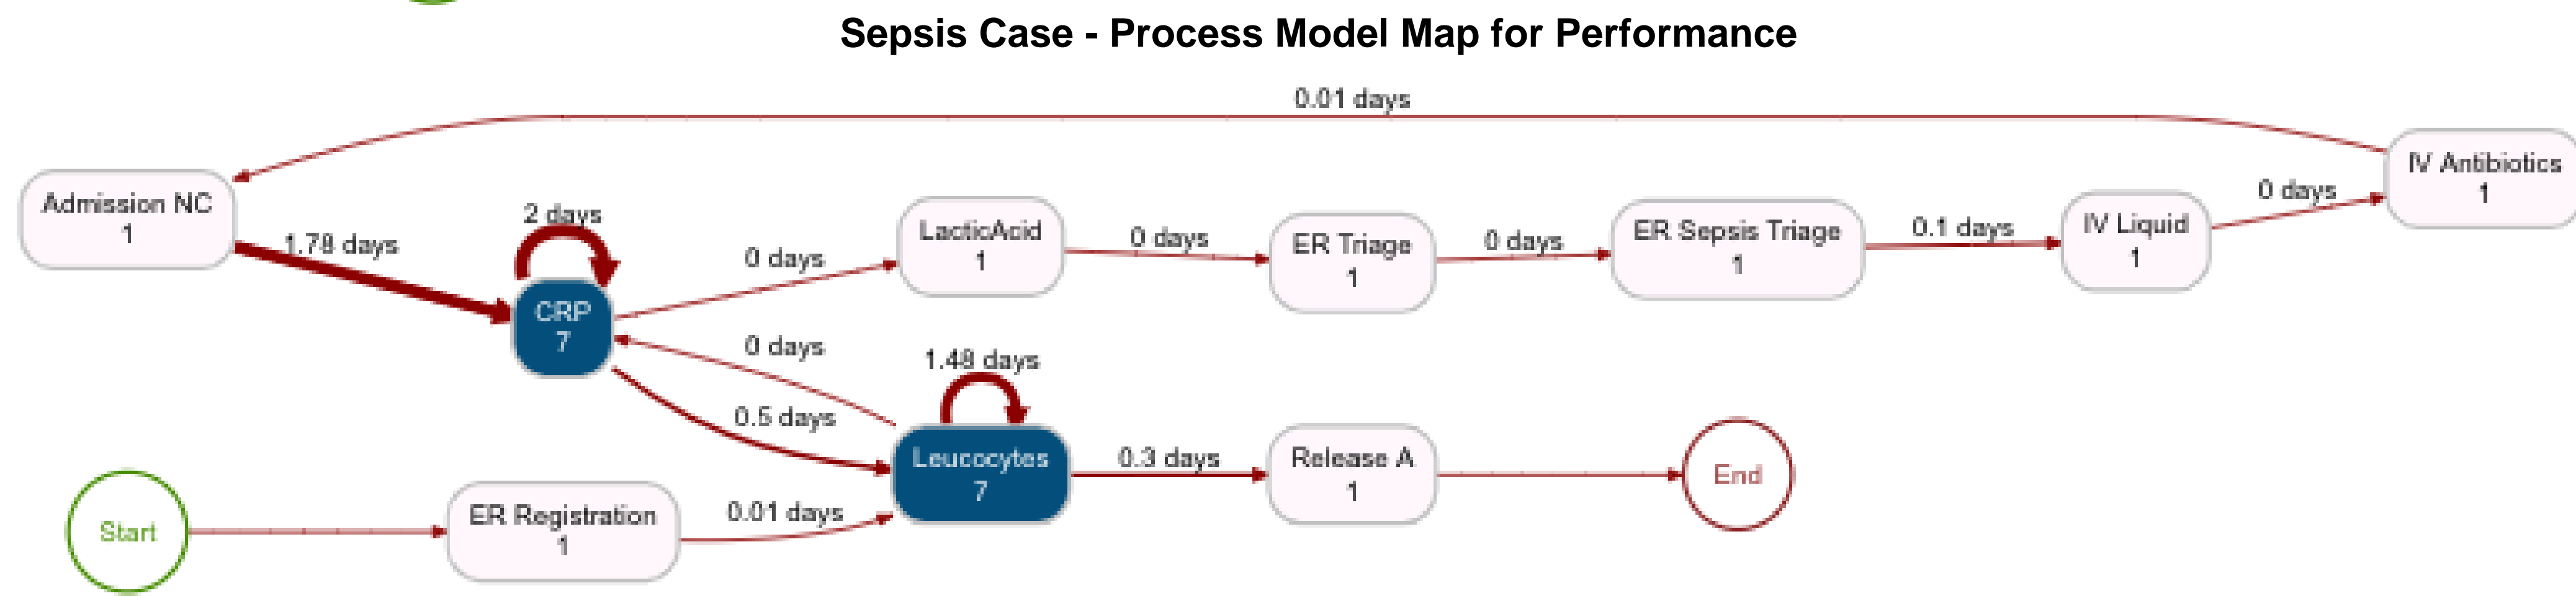 Sepsis Case - Process Model Map for Performance
0.01 days
IV Antibiotics
1
Admission NC
1
1.78 days
2 days
CRP
7
0 days
LacticAcid
1
0 days
ER Triage
1
0 days
ER Sepsis Triage
1
0.1 days
IV Liquid
1
0 days
0 days
0.5 days
1.48 days
Leucocytes
7
0.3 days
Release A
1
End
Start
ER Registration
1
0.01 days